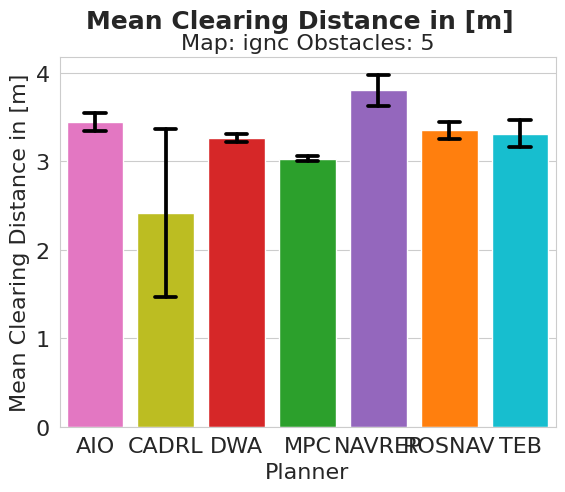 Mean Clearing Distance in [m]
Map: ignc Obstacles: 5
Mean Clearing Distance in [m]
4
3
2
1
0
AIO CADRL DWA MPC NAVREP ROSNAV TEB
Planner